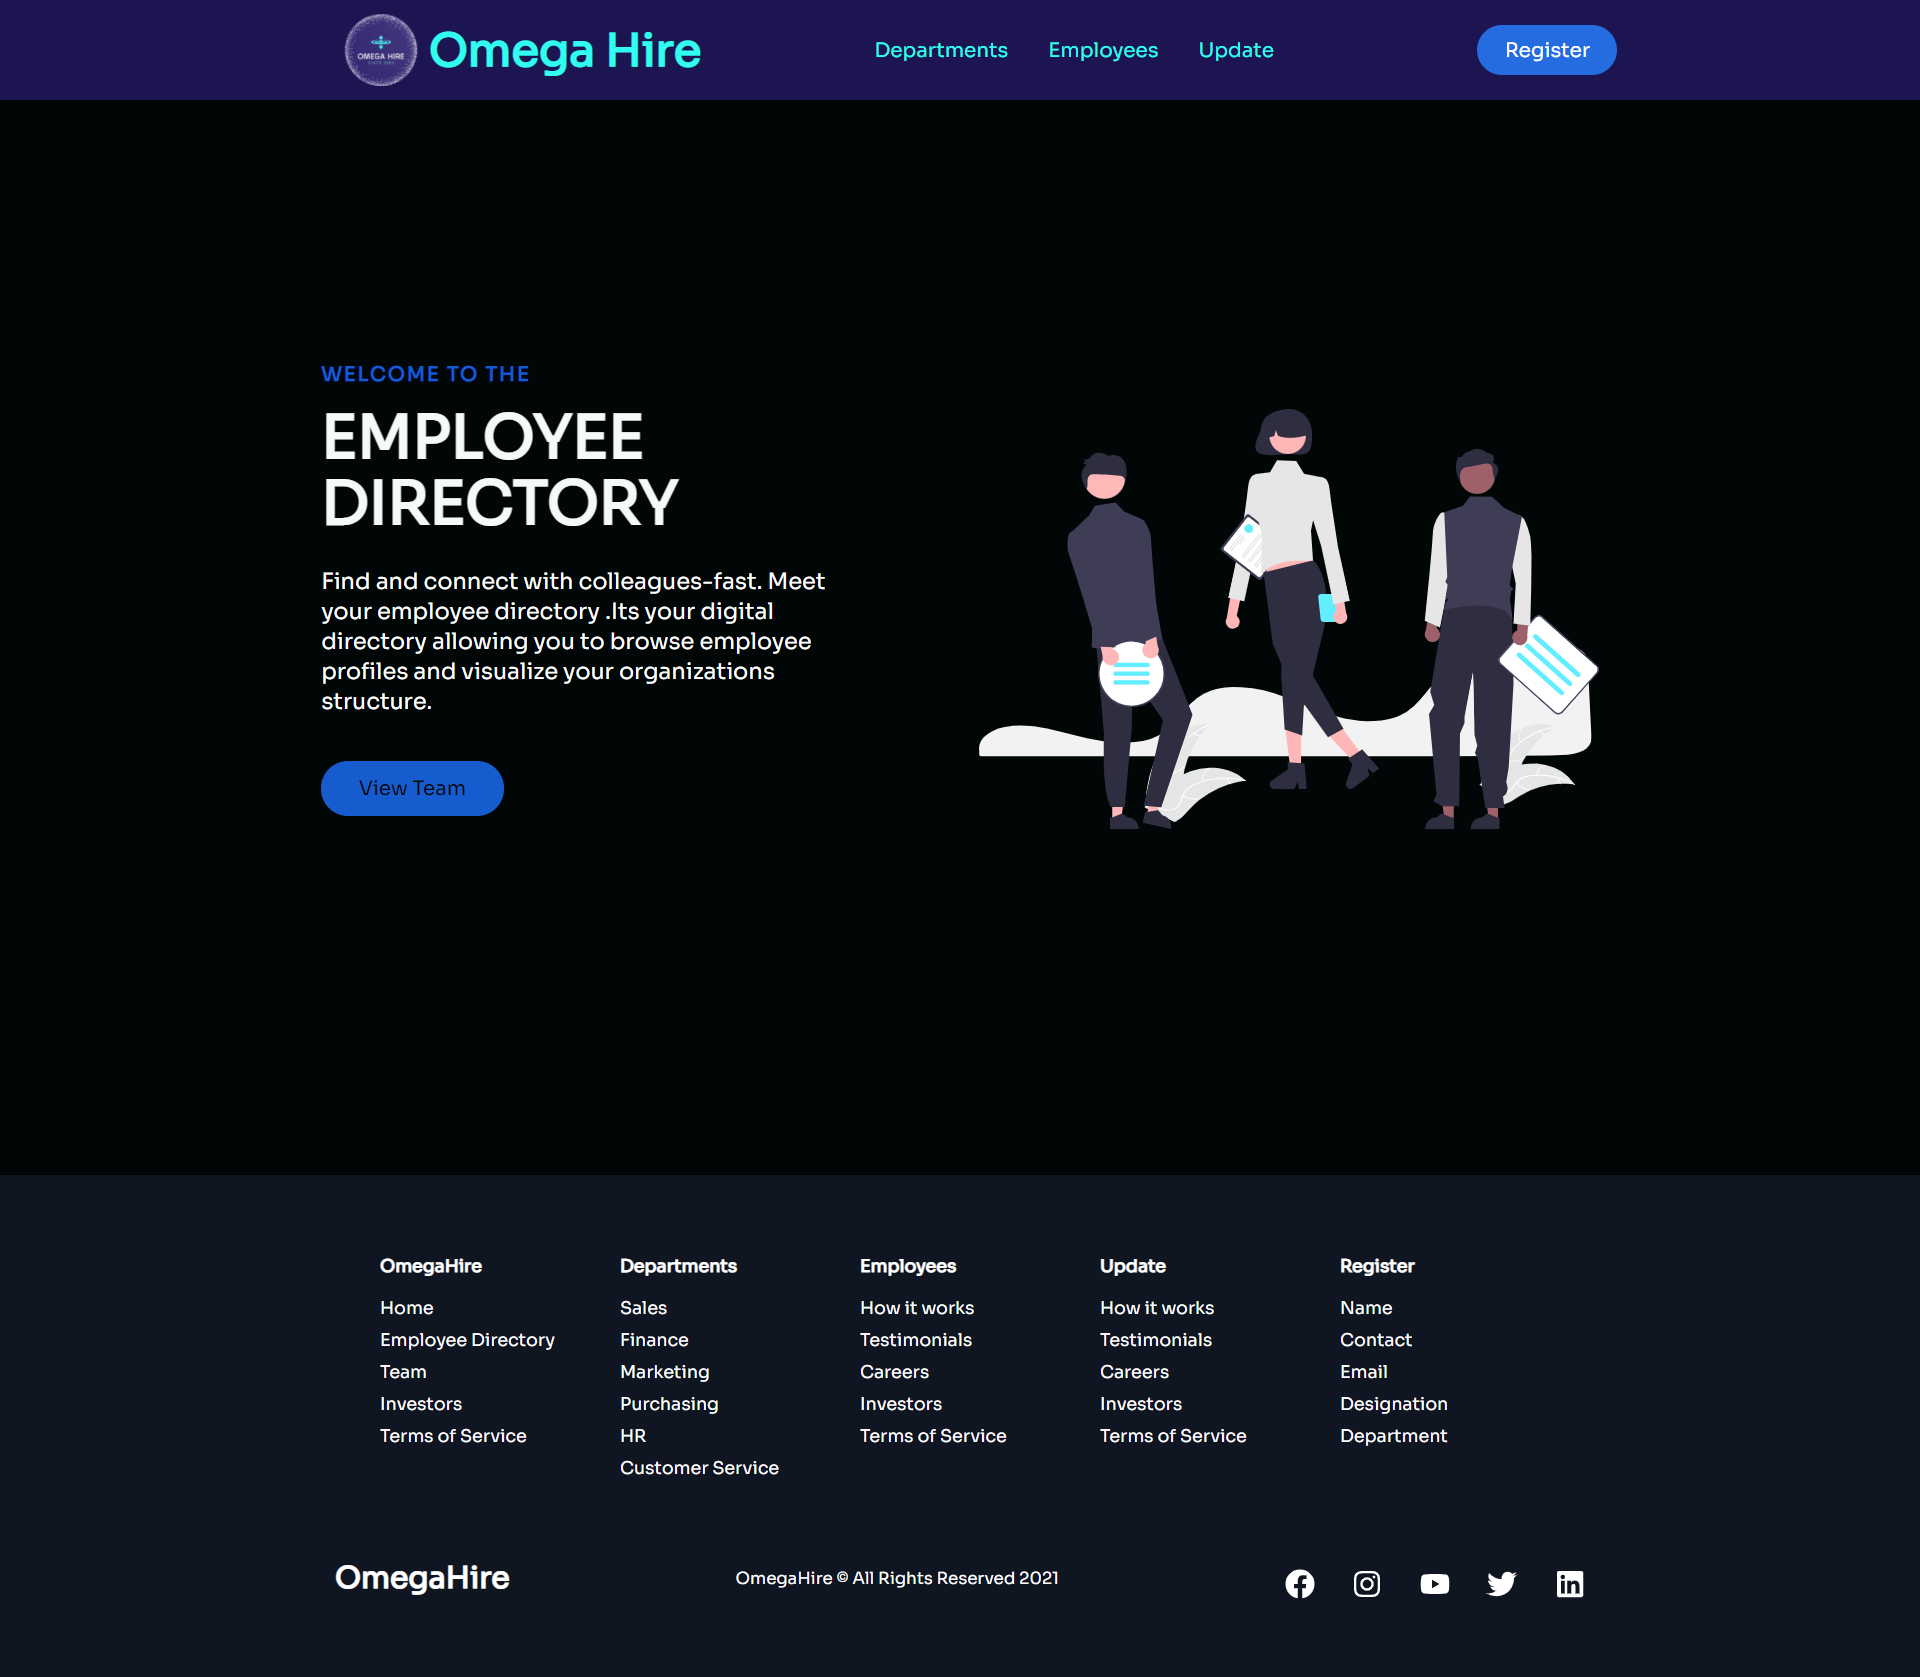 OMEGA HIRE
Omega Hire
Departments
Employees
Update
Register
WELCOME TO THE
EMPLOYEE
DIRECTORY
Find and connect with colleagues-fast. Meet
your employee directory .Its your digital
directory allowing you to browse employee
profiles and visualize your organizations
structure.
View Team
OmegaHire
Home
Employee Directory
Team
Investors
Terms of Service
Departments
Sales
Finance
Marketing
Purchasing
HR
Customer Service
Employees
How it works
Testimonials
Careers
Investors
Terms of Service
Update
How it works
Testimonials
Careers
Investors
Terms of Service
Register
Name
Contact
Email
Designation
Department
OmegaHire
OmegaHire © All Rights Reserved 2021